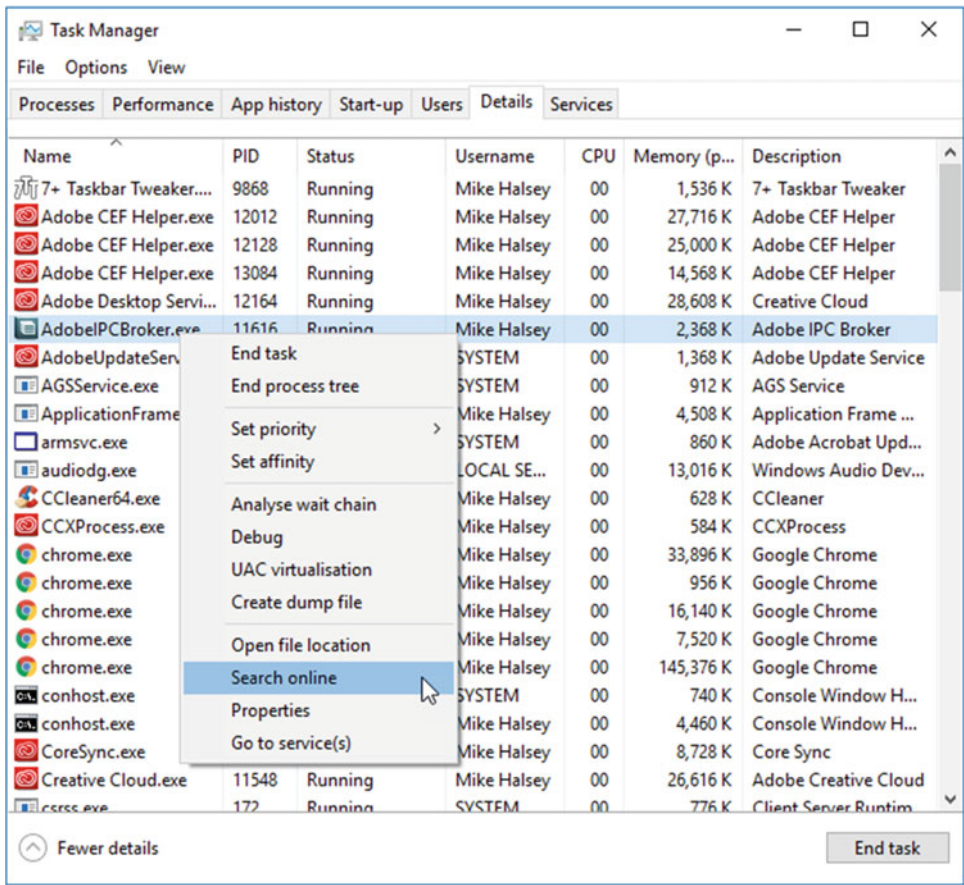 Task Manager
File Options View
Processes Performance App history Start-up Users Details Services
Name PID Status Username CPU Memory (p... Description
7+ Taskbar Tweaker.... 9868 Running Mike Halsey 00 1,536 K 7+ Taskbar Tweaker
Adobe CEF Helper.exe 12012 Running Mike Halsey 00 27,716 K Adobe CEF Helper
Adobe CEF Helper.exe 12128 Running Mike Halsey 00 25,000 K Adobe CEF Helper
Adobe CEF Helper.exe 13084 Running Mike Halsey 00 14,568 K Adobe CEF Helper
Adobe Desktop Servi... 12164 Running Mike Halsey 00 28,608 K Creative Cloud
AdobeIPCBroker.exe 11616 Running Mike Halsey 00 2,368 K Adobe IPC Broker
AdobeUpdateServ SYSTEM 00 1,368 K Adobe Update Service
AGSService.exe SYSTEM 00 912 K AGS Service
ApplicationFrame Mike Halsey 00 4,508 K Application Frame ...
armsvc.exe SYSTEM 00 860 K Adobe Acrobat Upd...
audiodg.exe LOCAL SE... 00 13,016 K Windows Audio Dev...
CCleaner64.exe Mike Halsey 00 628 K CCleaner
CCXProcess.exe Mike Halsey 00 584 K CCXProcess
chrome.exe Mike Halsey 00 33,896 K Google Chrome
chrome.exe Mike Halsey 00 956 K Google Chrome
chrome.exe Mike Halsey 00 16,140 K Google Chrome
chrome.exe Mike Halsey 00 7,520 K Google Chrome
chrome.exe Mike Halsey 00 145,376 K Google Chrome
conhost.exe SYSTEM 00 740 K Console Window H...
conhost.exe Mike Halsey 00 4,460 K Console Window H...
CoreSync.exe Mike Halsey 00 8,728 K Core Sync
Creative Cloud.exe 11548 Running Mike Halsey 00 26,616 K Adobe Creative Cloud
csrss.exe 172 Running SYSTEM 00 776 K Client Server Runtim
End task
End process tree
Set priority
Set affinity
Analyse wait chain
Debug
UAC virtualisation
Create dump file
Open file location
Search online
Properties
Go to service(s)
Fewer details
End task